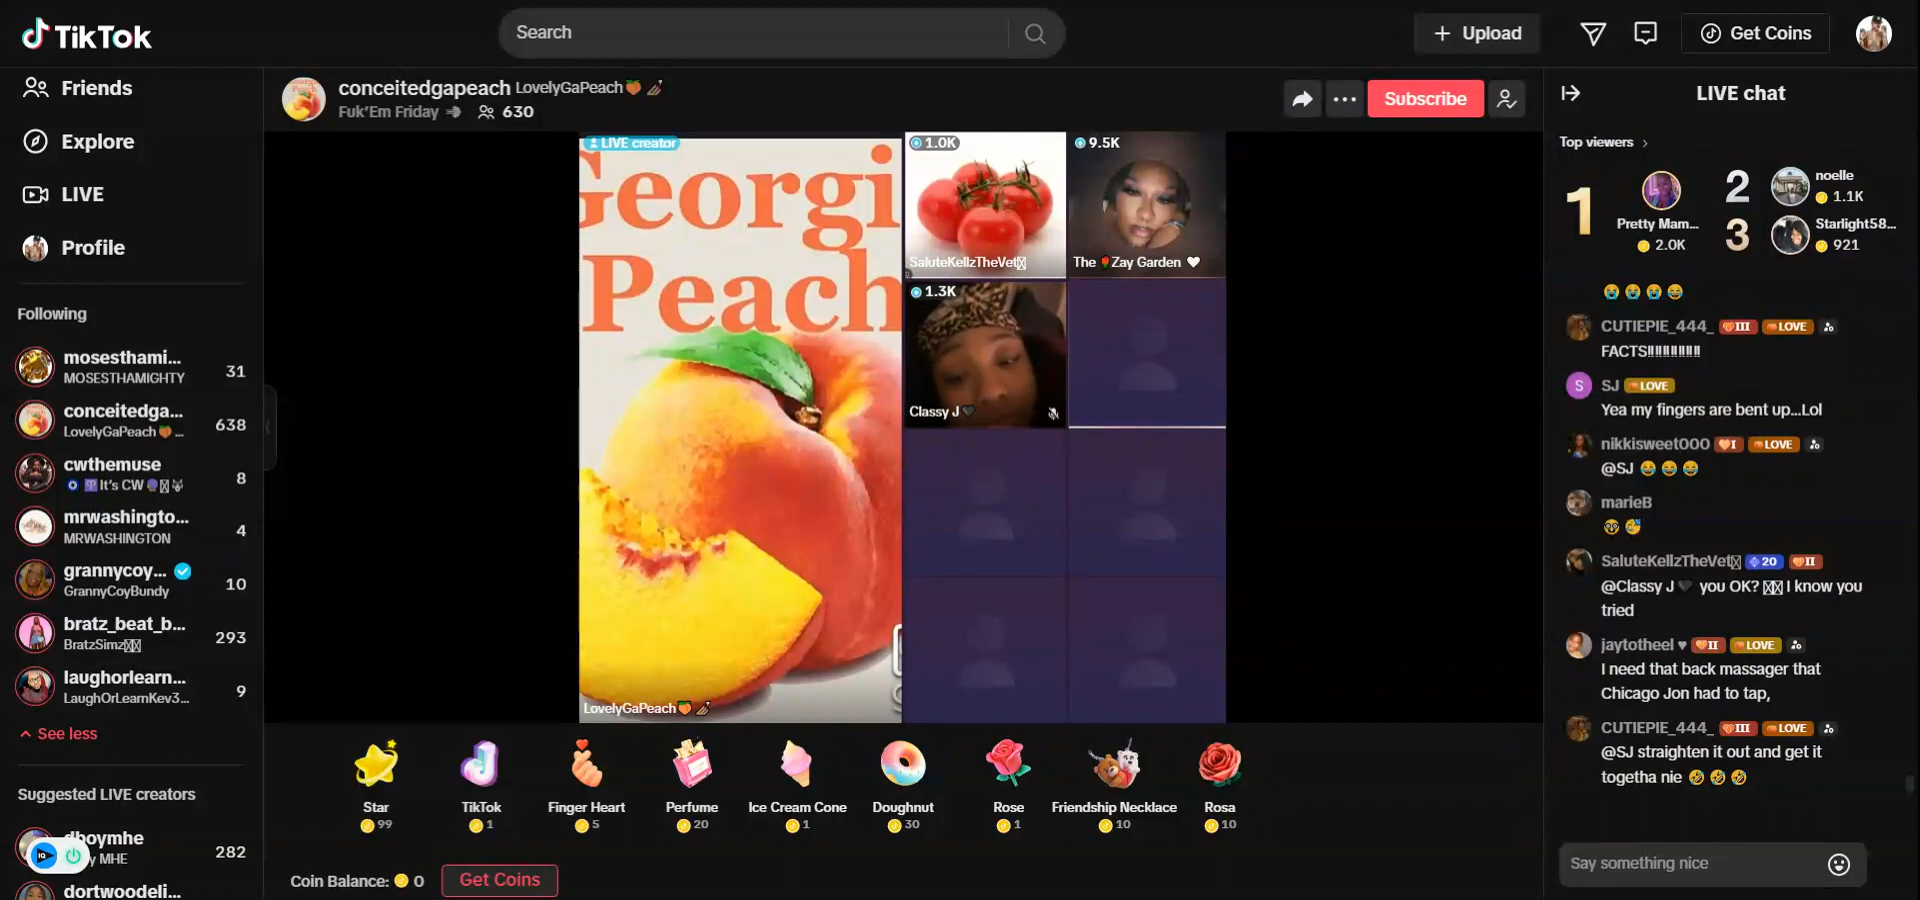 TikTok
Search
Upload
Get Coins
Friends
Explore
LIVE
Profile
Following
mosesthami...
MOSESTHAMIGHTY
31
conceitedga...
LovelyGaPeach🍑...
638
cwthemuse
It's CW
8
mrwashingto...
MRWASHINGTON
4
grannycoy...
GrannyCoyBundy
10
bratz_beat_b...
BratzSimz
293
laughorlearn...
LaughOrLearnKev3...
9
See less
Suggested LIVE creators
dboymhe
y MHE
282
dortwoodeli...
conceitedgapeach LovelyGaPeach🍑💅🏾
Fuk'Em Friday 💨 630
Subscribe
LIVE creator
Georgi
Peach
LovelyGaPeach🍑💅🏾
1.0K
SaluteKellzTheVet
9.5K
The 🌹Zay Garden 🤍
1.3K
Classy J🖤
Star
99
TikTok
1
Finger Heart
5
Perfume
20
Ice Cream Cone
1
Doughnut
30
Rose
1
Friendship Necklace
10
Rosa
10
Coin Balance: 0
Get Coins
LIVE chat
Top viewers
1
Pretty Mam...
2.0K
2
noelle
1.1K
3
Starlight58...
921
😭😭😭😂
CUTIEPIE_444_ III LOVE
FACTS!!!!!!!!!!!!!!
S
SJ LOVE
Yea my fingers are bent up...Lol
nikkisweet000 I LOVE
@SJ 😂😂😂
marieB
🤓😅
SaluteKellzTheVet 20 II
@Classy J🖤 you OK? I know you
tried
jaytotheel ♥ II LOVE
I need that back massager that
Chicago Jon had to tap,
CUTIEPIE_444_ III LOVE
@SJ straighten it out and get it
togetha nie 🤣🤣🤣
Say something nice